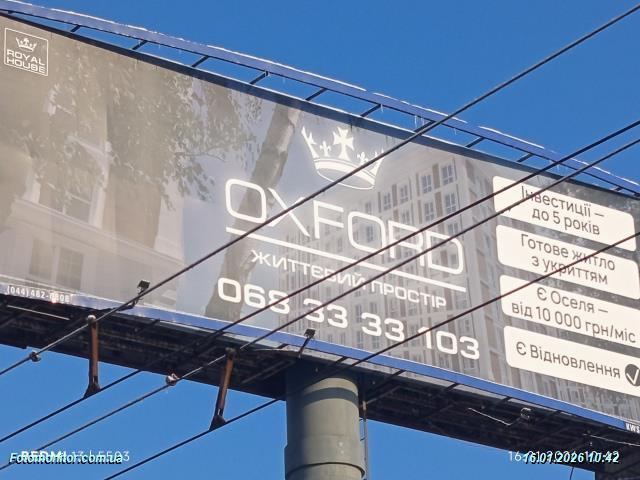 ROYAL
HOUSE
OXFORD
ЖИТТЄВИЙ ПРОСТІР
068 33 33 103
Інвестиції –
до 5 років
Готове житло
з укриттям
Є Оселя –
від 10 000 грн/міс
Є Відновлення
Fotomonitor.com.ua
16.01.2026 10:42